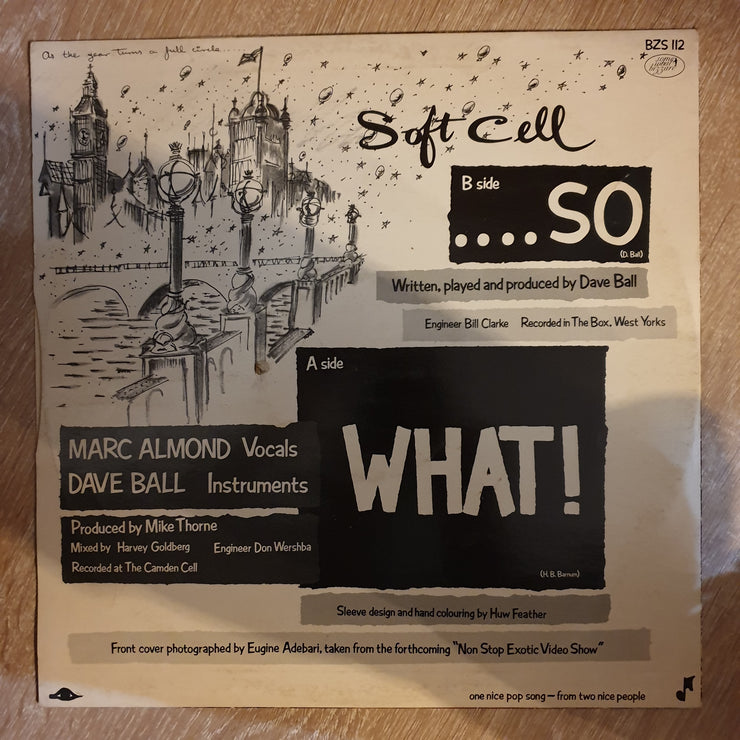 As the year turns a full circle....
BZS 112
Some Bizzare
Soft Cell
B side
....SO
(D. Ball)
Written, played and produced by Dave Ball
Engineer Bill Clarke Recorded in The Box, West Yorks
A side
WHAT!
(H. B. Barnum)
MARC ALMOND Vocals
DAVE BALL Instruments
Produced by Mike Thorne
Mixed by Harvey Goldberg Engineer Don Wershba
Recorded at The Camden Cell
Sleeve design and hand colouring by Huw Feather
Front cover photographed by Eugine Adebari, taken from the forthcoming "Non Stop Exotic Video Show"
one nice pop song – from two nice people